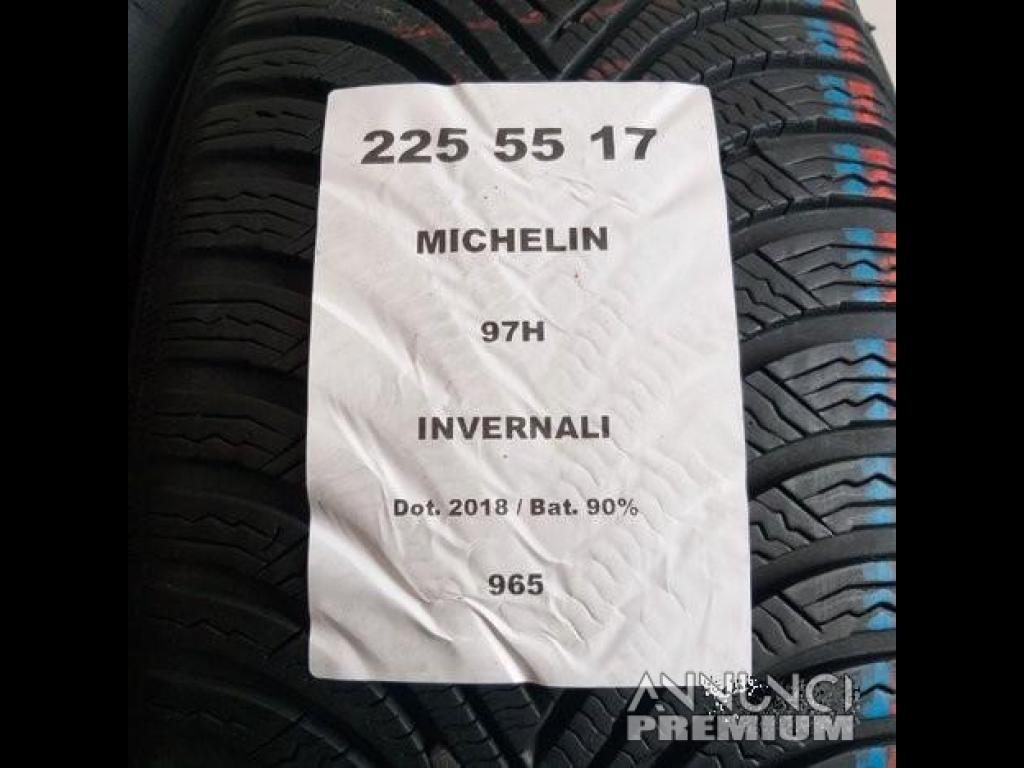 225 55 17
MICHELIN
97H
INVERNALI
Dot. 2018 / Bat. 90%
965
ANNUNCI
PREMIUM